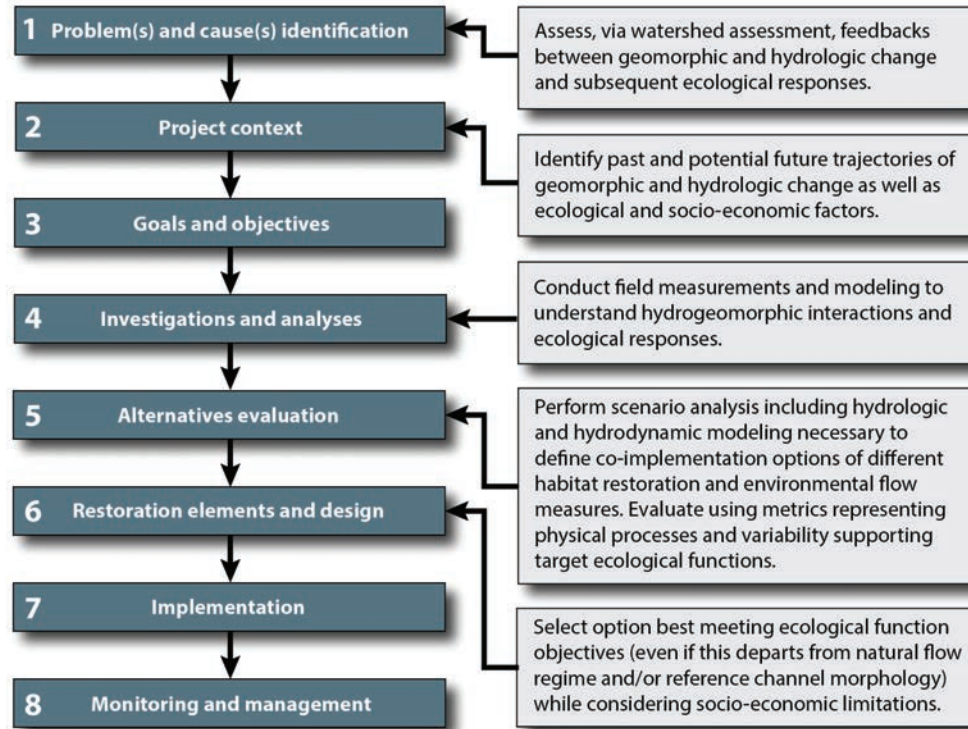 1 Problem(s) and cause(s) identification
Assess, via watershed assessment, feedbacks
between geomorphic and hydrologic change
and subsequent ecological responses.
2 Project context
Identify past and potential future trajectories of
geomorphic and hydrologic change as well as
ecological and socio-economic factors.
3 Goals and objectives
4 Investigations and analyses
Conduct field measurements and modeling to
understand hydrogeomorphic interactions and
ecological responses.
5 Alternatives evaluation
Perform scenario analysis including hydrologic
and hydrodynamic modeling necessary to
define co-implementation options of different
habitat restoration and environmental flow
measures. Evaluate using metrics representing
physical processes and variability supporting
target ecological functions.
6 Restoration elements and design
Select option best meeting ecological function
objectives (even if this departs from natural flow
regime and/or reference channel morphology)
while considering socio-economic limitations.
7 Implementation
8 Monitoring and management